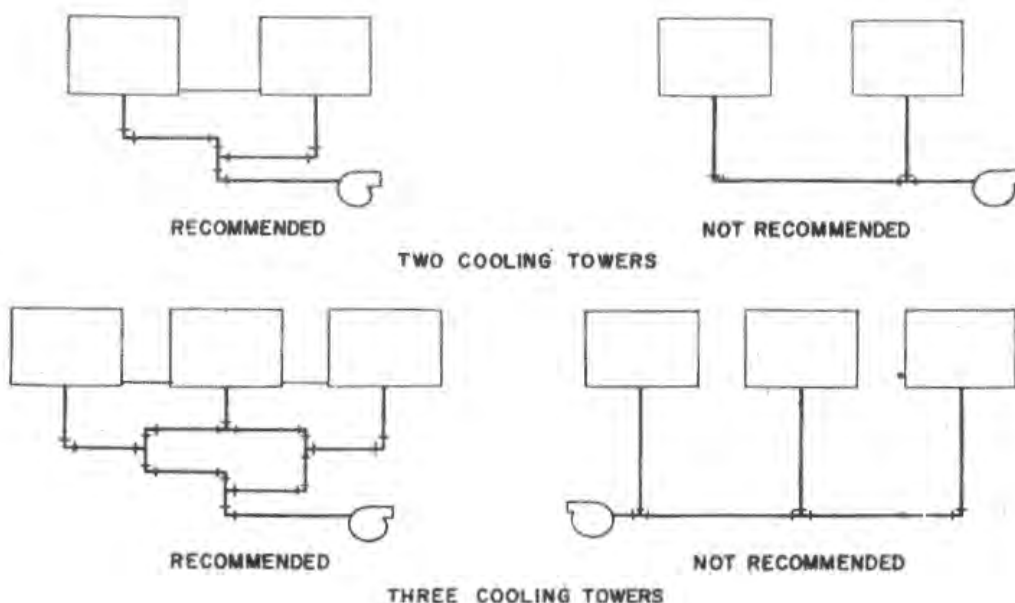 RECOMMENDED
NOT RECOMMENDED
TWO COOLING TOWERS
RECOMMENDED
NOT RECOMMENDED
THREE COOLING TOWERS